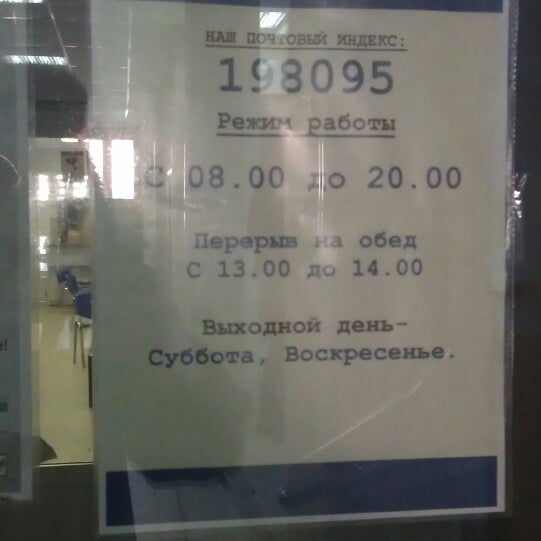 НАШ ПОЧТОВЫЙ ИНДЕКС:
198095
Режим работы
С 08.00 до 20.00
Перерыв на обед
С 13.00 до 14.00
Выходной день-
Суббота, Воскресенье.